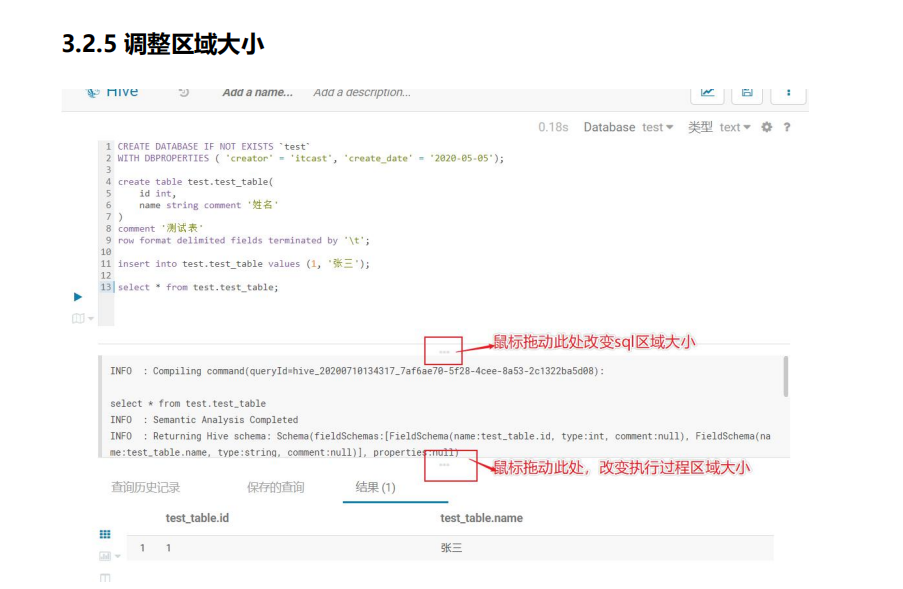 3.2.5 调整区域大小
Hive Add a name... Add a description...
0.18s Database test 类型 text ?
1 CREATE DATABASE IF NOT EXISTS `test`
2 WITH DBPROPERTIES ( 'creator' = 'itcast', 'create_date' = '2020-05-05');
3
4 create table test.test_table(
5 id int,
6 name string comment '姓名'
7 )
8 comment '测试表'
9 row format delimited fields terminated by '\t';
10
11 insert into test.test_table values (1, '张三');
12
13 select * from test.test_table;
鼠标拖动此处改变sql区域大小
INFO : Compiling command(queryId=hive_20200710134317_7af6ae70-5f28-4cee-8a53-2c1322ba5d08):
select * from test.test_table
INFO : Semantic Analysis Completed
INFO : Returning Hive schema: Schema(fieldSchemas:[FieldSchema(name:test_table.id, type:int, comment:null), FieldSchema(na
me:test_table.name, type:string, comment:null)], properties:null)
鼠标拖动此处，改变执行过程区域大小
查询历史记录 保存的查询 结果 (1)
test_table.id test_table.name
1 1 张三